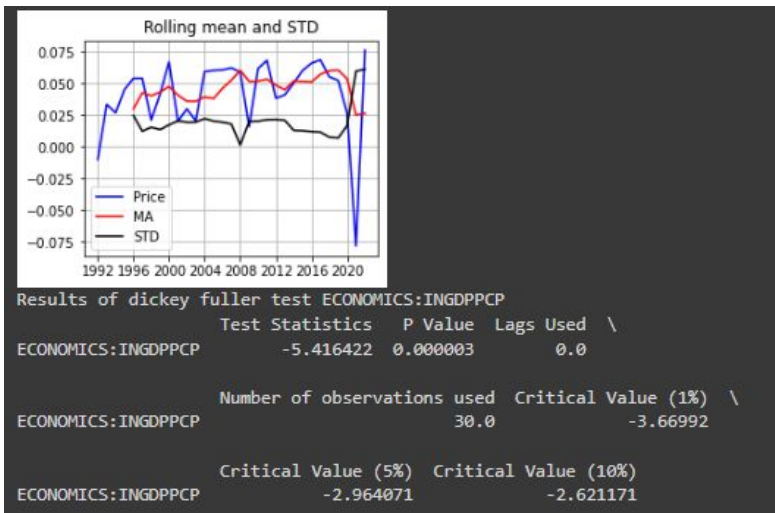 Rolling mean and STD
0.075
0.050
0.025
0.000
−0.025
−0.050
−0.075
Price
MA
STD
1992 1996 2000 2004 2008 2012 2016 2020
Results of dickey fuller test ECONOMICS:INGDPPCP
Test Statistics P Value Lags Used \
ECONOMICS:INGDPPCP -5.416422 0.000003 0.0
Number of observations used Critical Value (1%) \
ECONOMICS:INGDPPCP 30.0 -3.66992
Critical Value (5%) Critical Value (10%)
ECONOMICS:INGDPPCP -2.964071 -2.621171